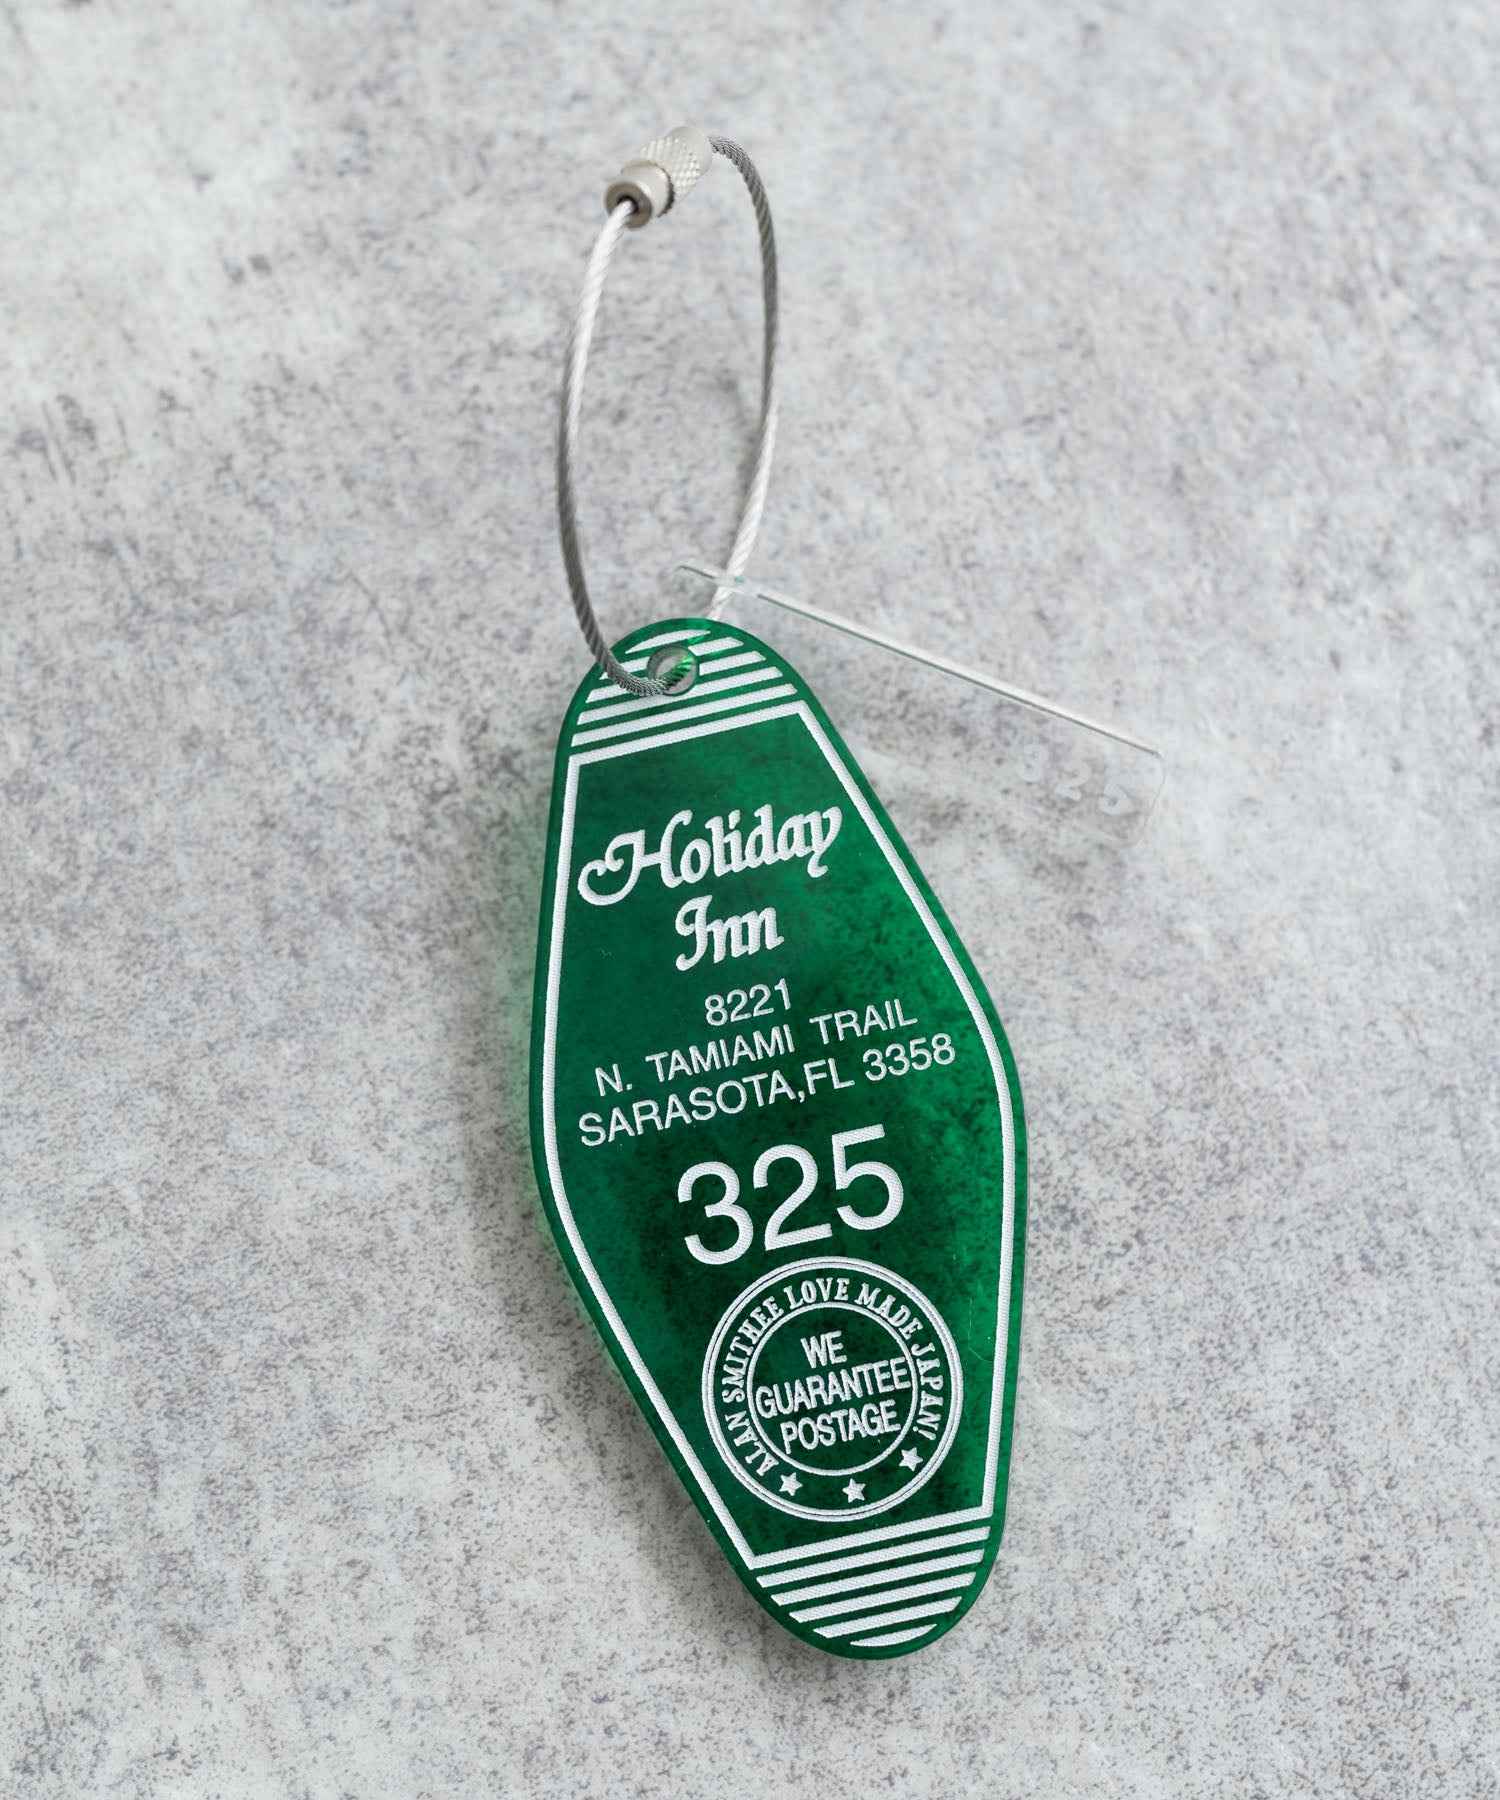 Holiday
Inn
8221
N. TAMIAMI TRAIL
SARASOTA,FL 3358
325
ALAN SMITHEE LOVE MADE JAPAN!
WE
GUARANTEE
POSTAGE
325